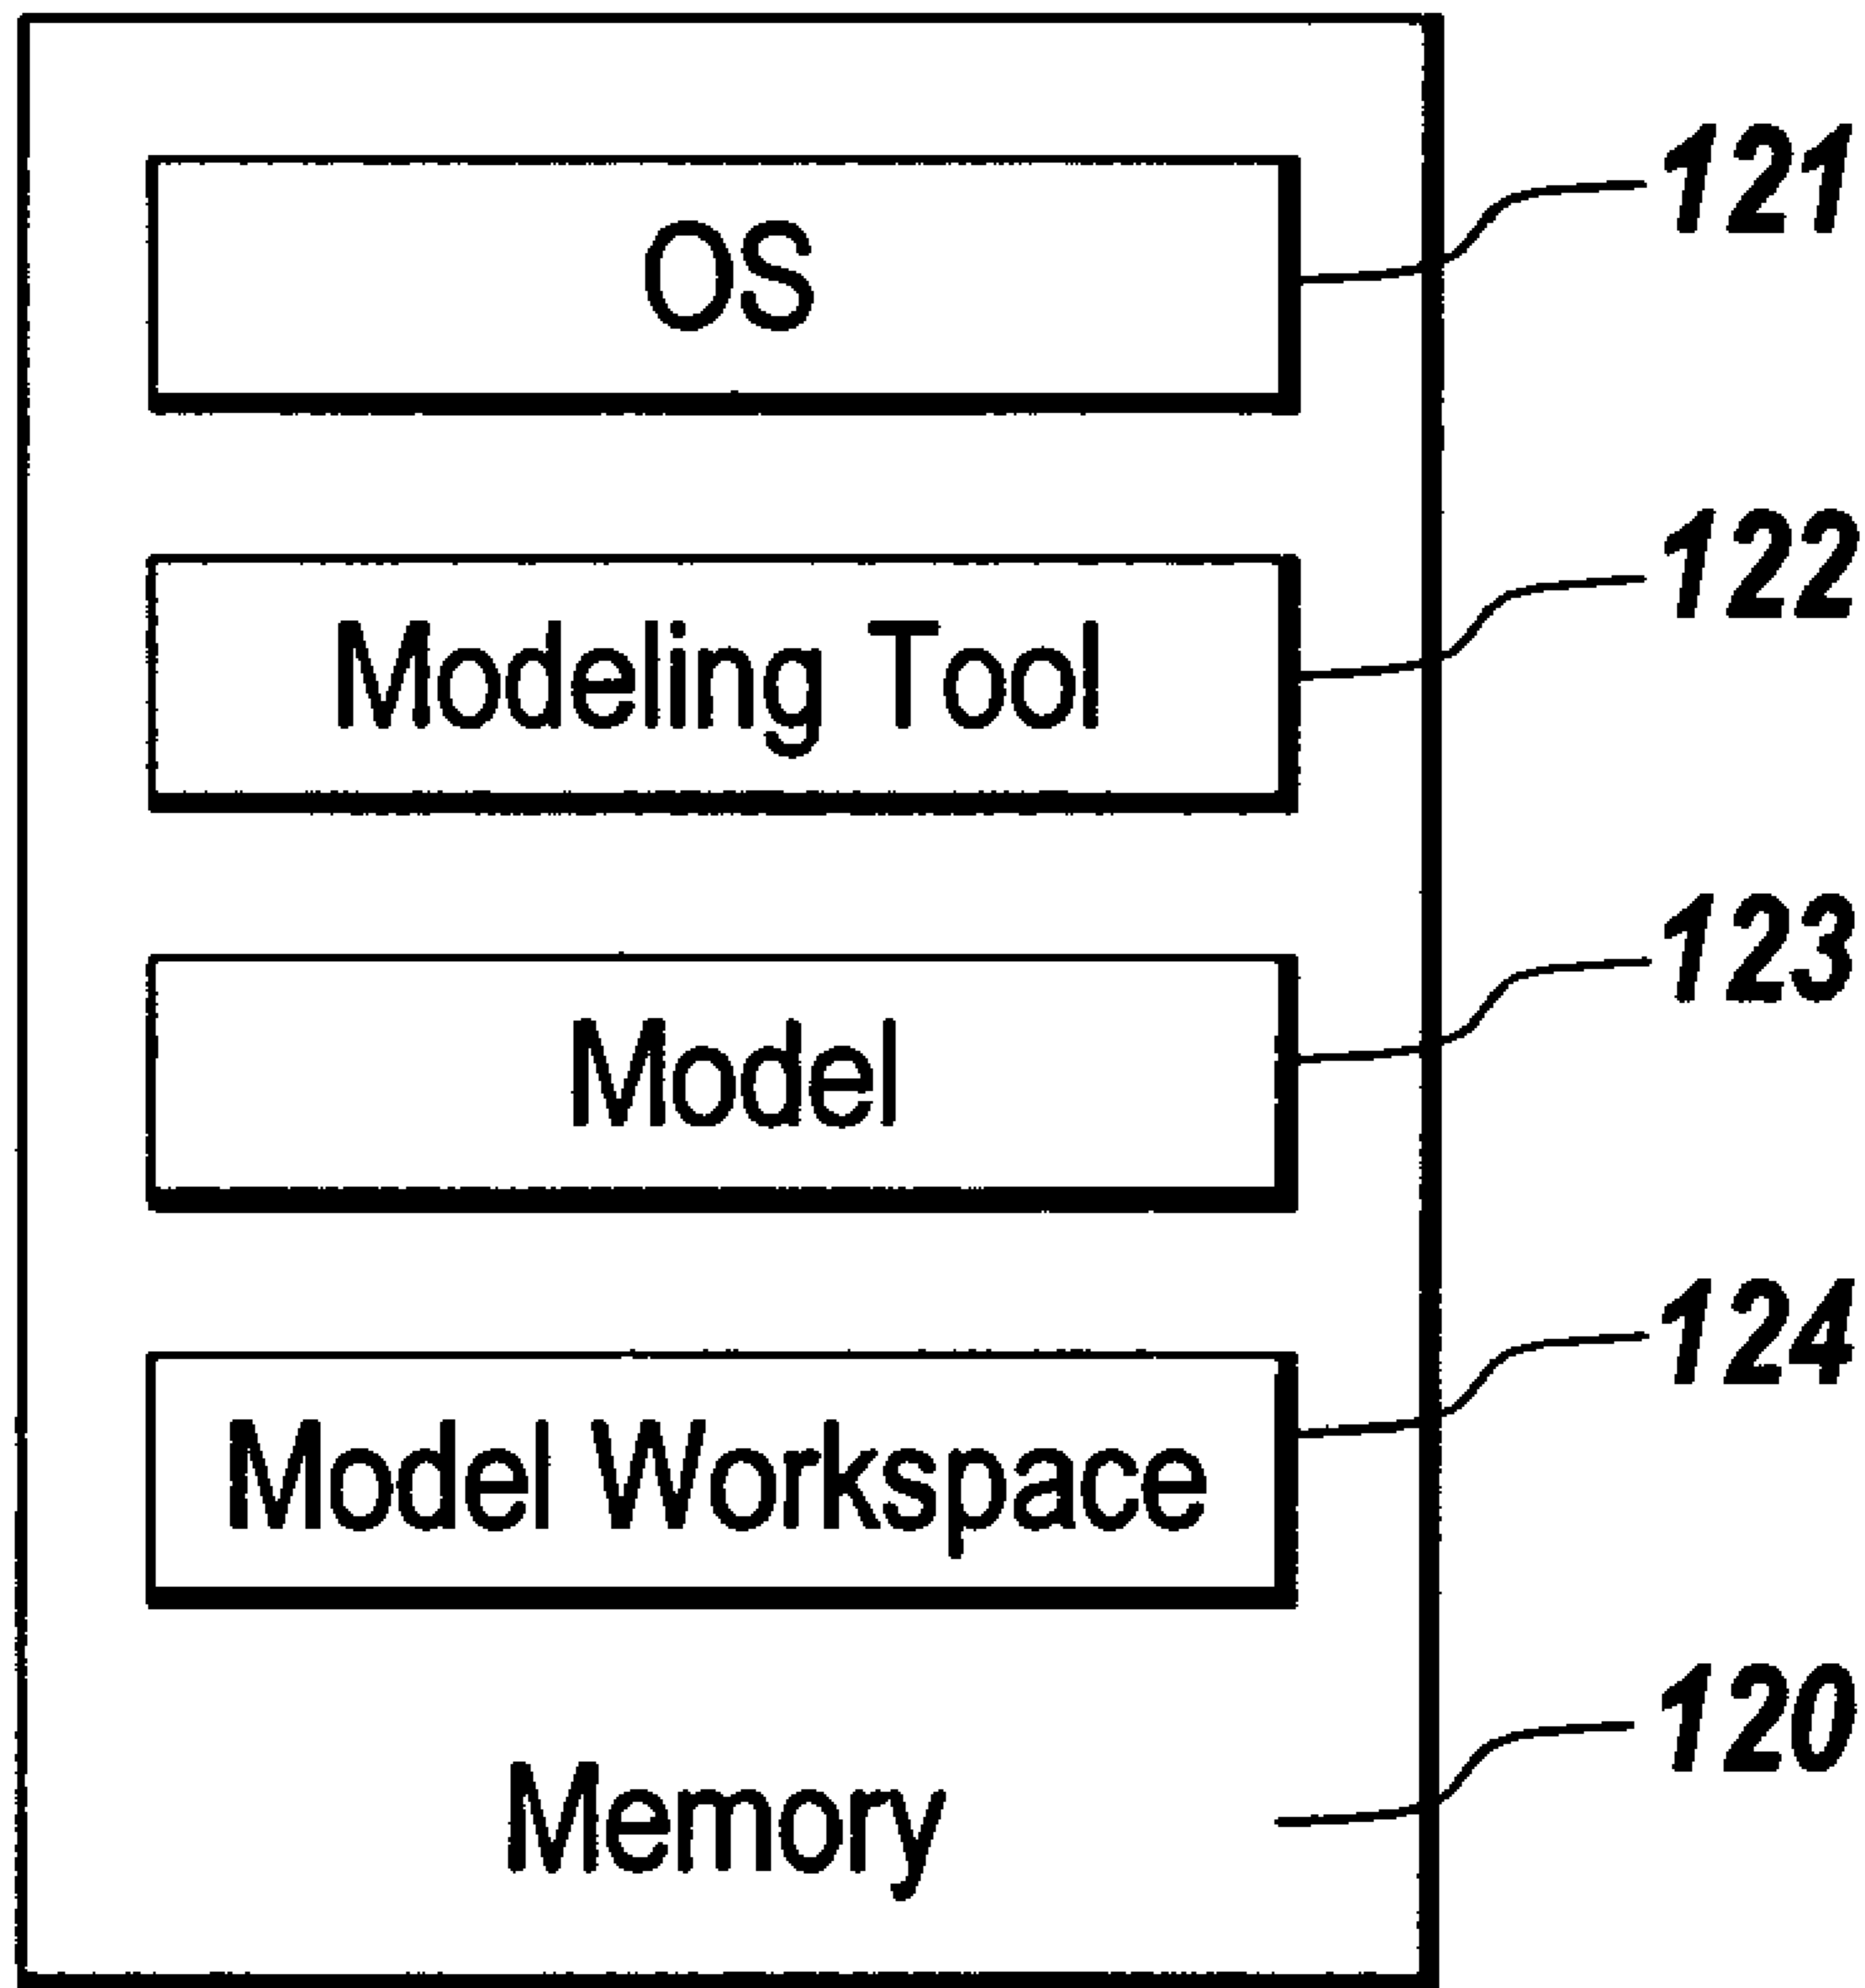 OS
121
Modeling Tool
122
Model
123
Model Workspace
124
Memory
120